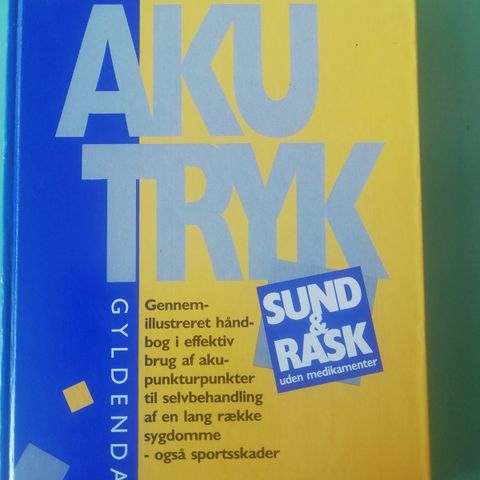 AKU
TRYK
Gennem-
illustreret hånd-
bog i effektiv
brug af aku-
punkturpunkter
til selvbehandling
af en lang række
sygdomme
- også sportsskader
SUND
&
RASK
uden medikamenter
GYLDENDA